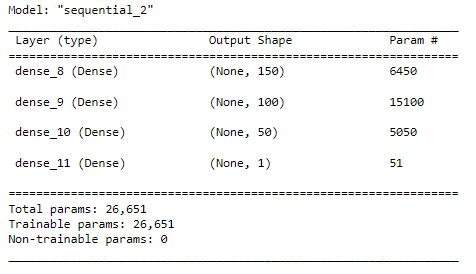 Model: "sequential_2"
Layer (type) Output Shape Param #
dense_8 (Dense) (None, 150) 6450
dense_9 (Dense) (None, 100) 15100
dense_10 (Dense) (None, 50) 5050
dense_11 (Dense) (None, 1) 51
Total params: 26,651
Trainable params: 26,651
Non-trainable params: 0